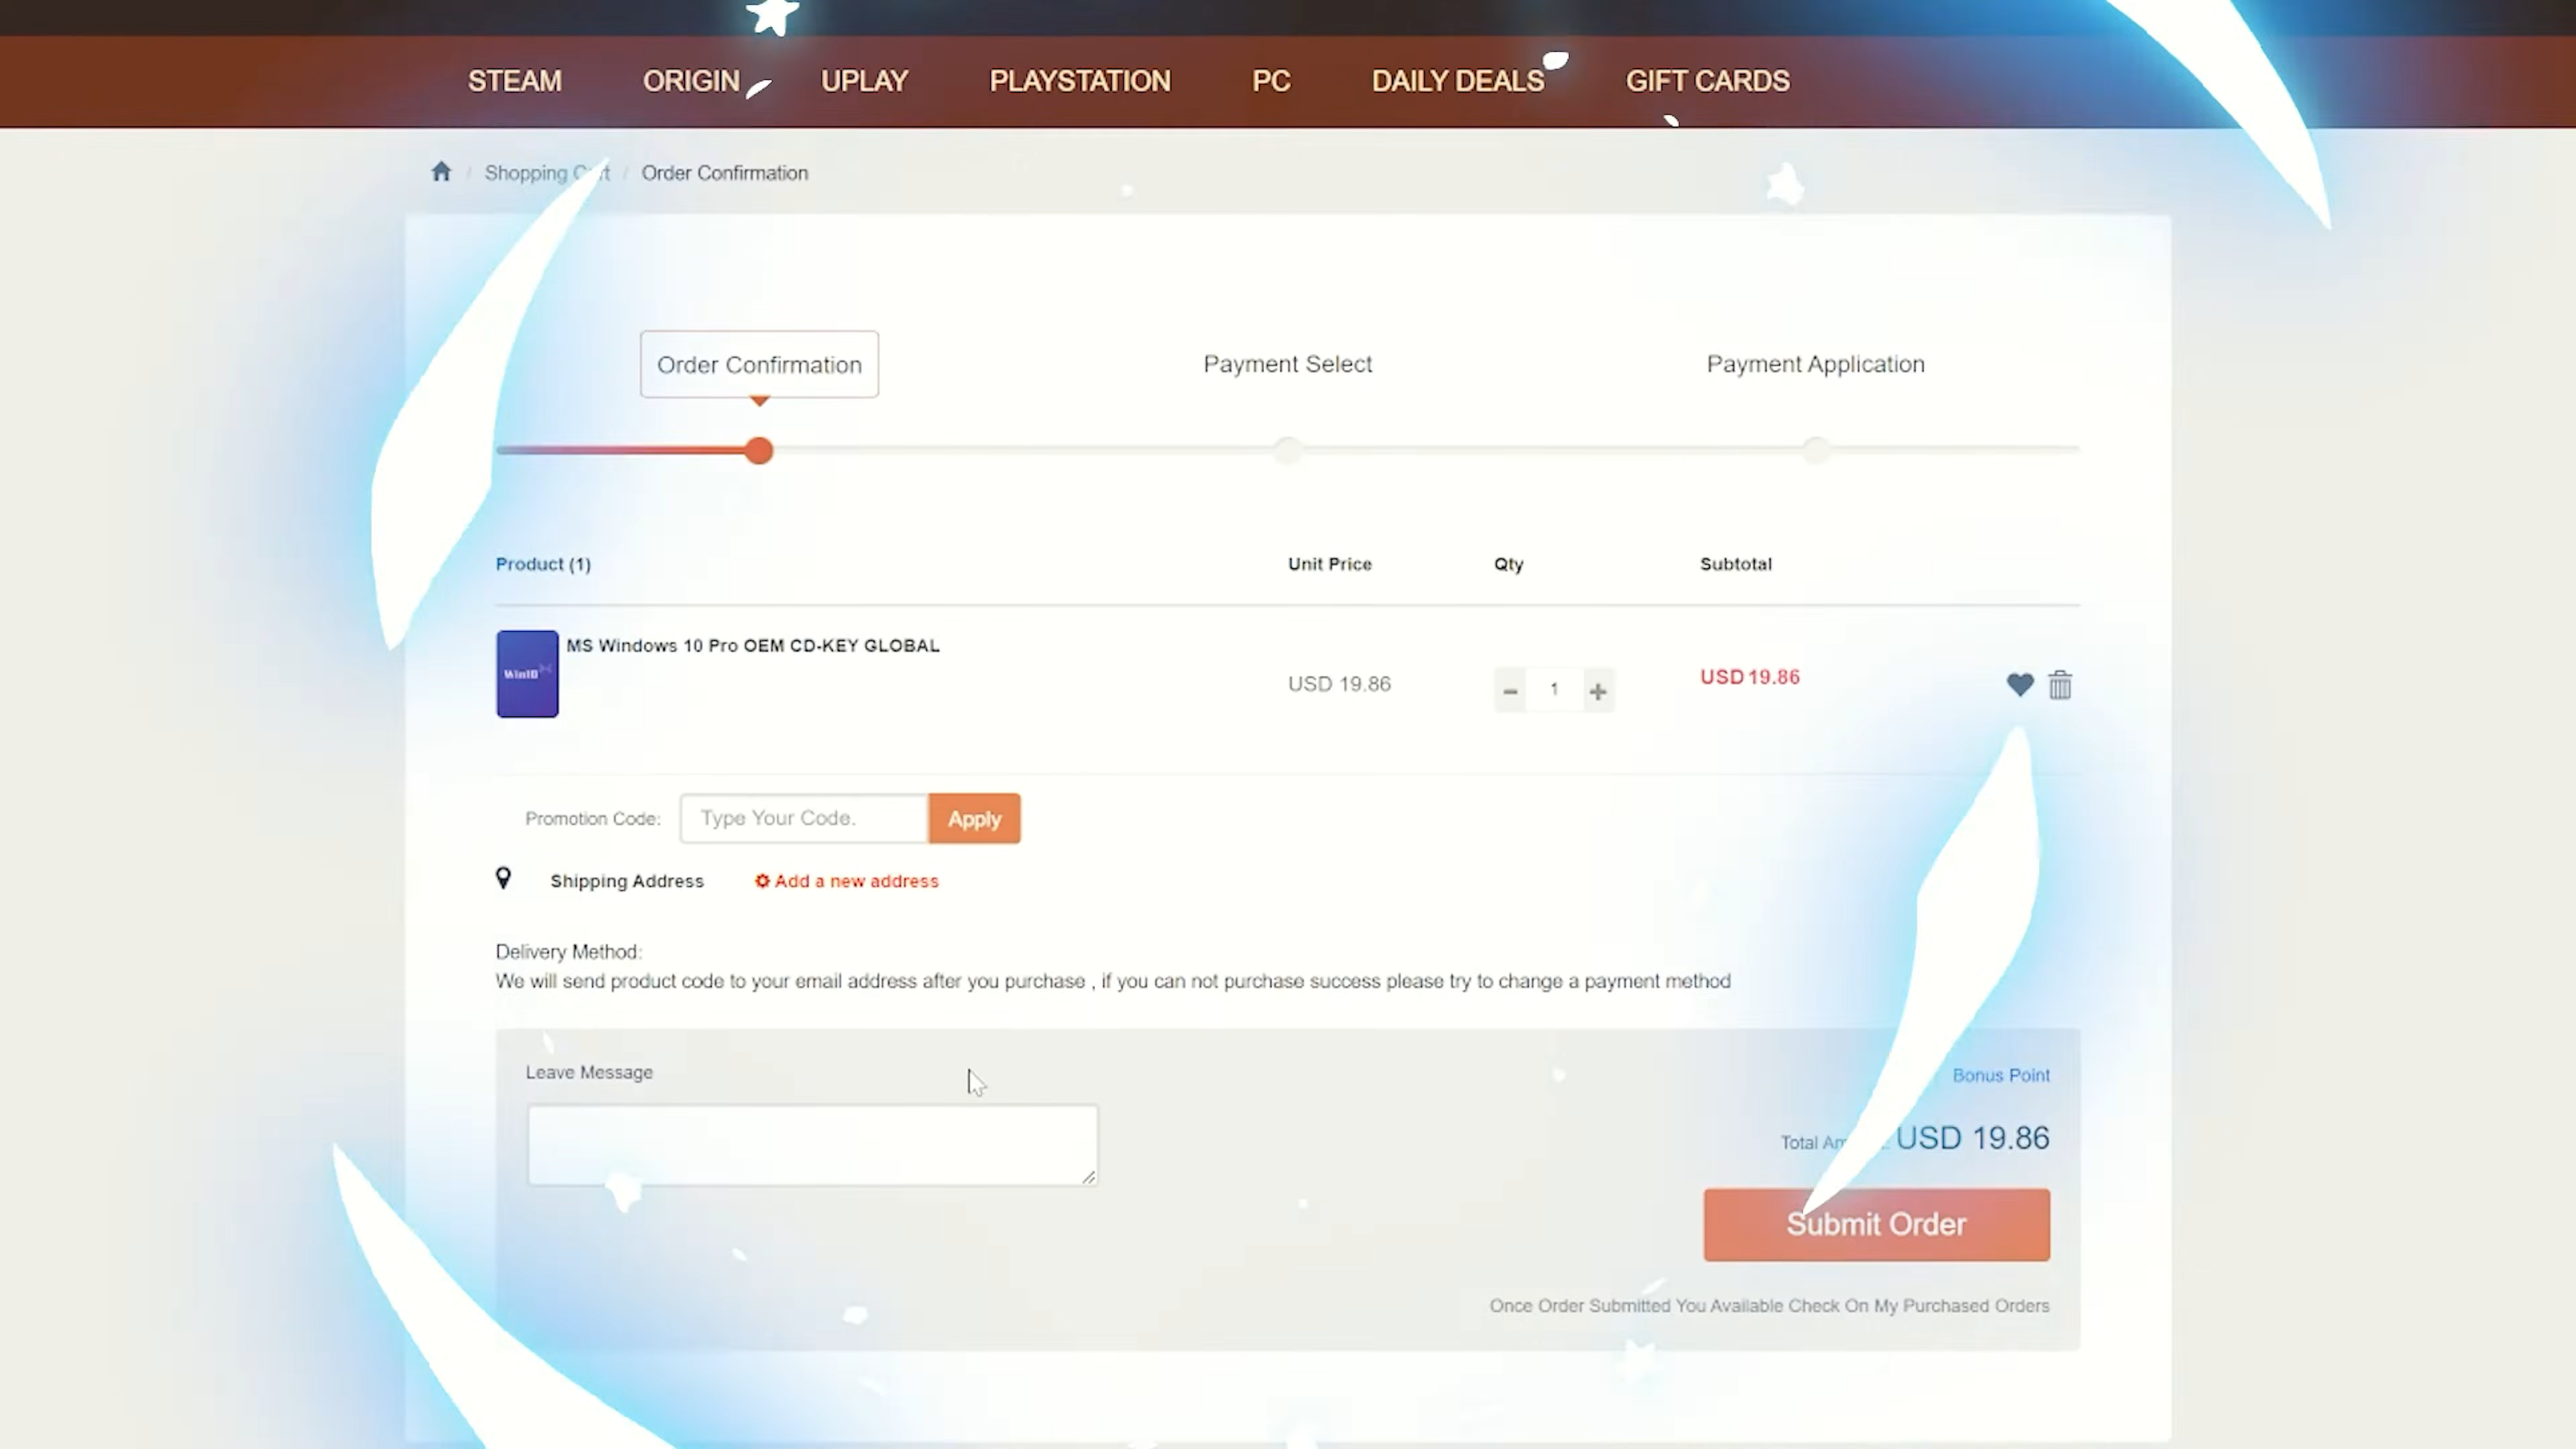 STEAM ORIGIN UPLAY PLAYSTATION PC DAILY DEALS GIFT CARDS
/ Shopping / Order Confirmation
Order Confirmation Payment Select Payment Application
Product (1) Unit Price Qty Subtotal
MS Windows 10 Pro OEM CD-KEY GLOBAL
Win10
USD 19.86 − 1 + USD 19.86
Promotion Code: Type Your Code. Apply
Shipping Address Add a new address
Delivery Method:
We will send product code to your email address after you purchase , if you can not purchase success please try to change a payment method
Leave Message
Bonus Point
Total USD 19.86
Submit Order
Once Order Submitted You Available Check On My Purchased Orders